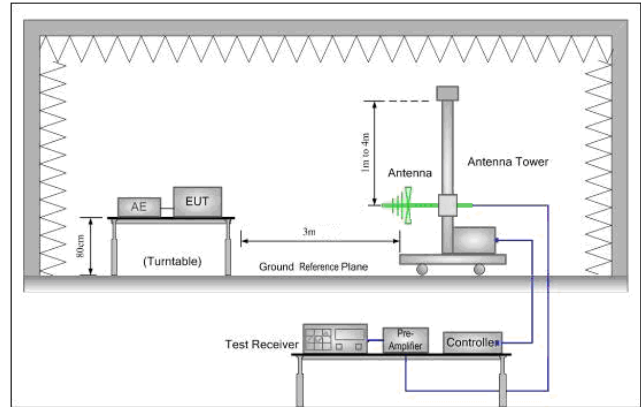 1m to 4m
Antenna
Antenna Tower
AE
EUT
80cm
(Turntable)
3m
Ground Reference Plane
Test Receiver
Pre-
Amplifier
Controller